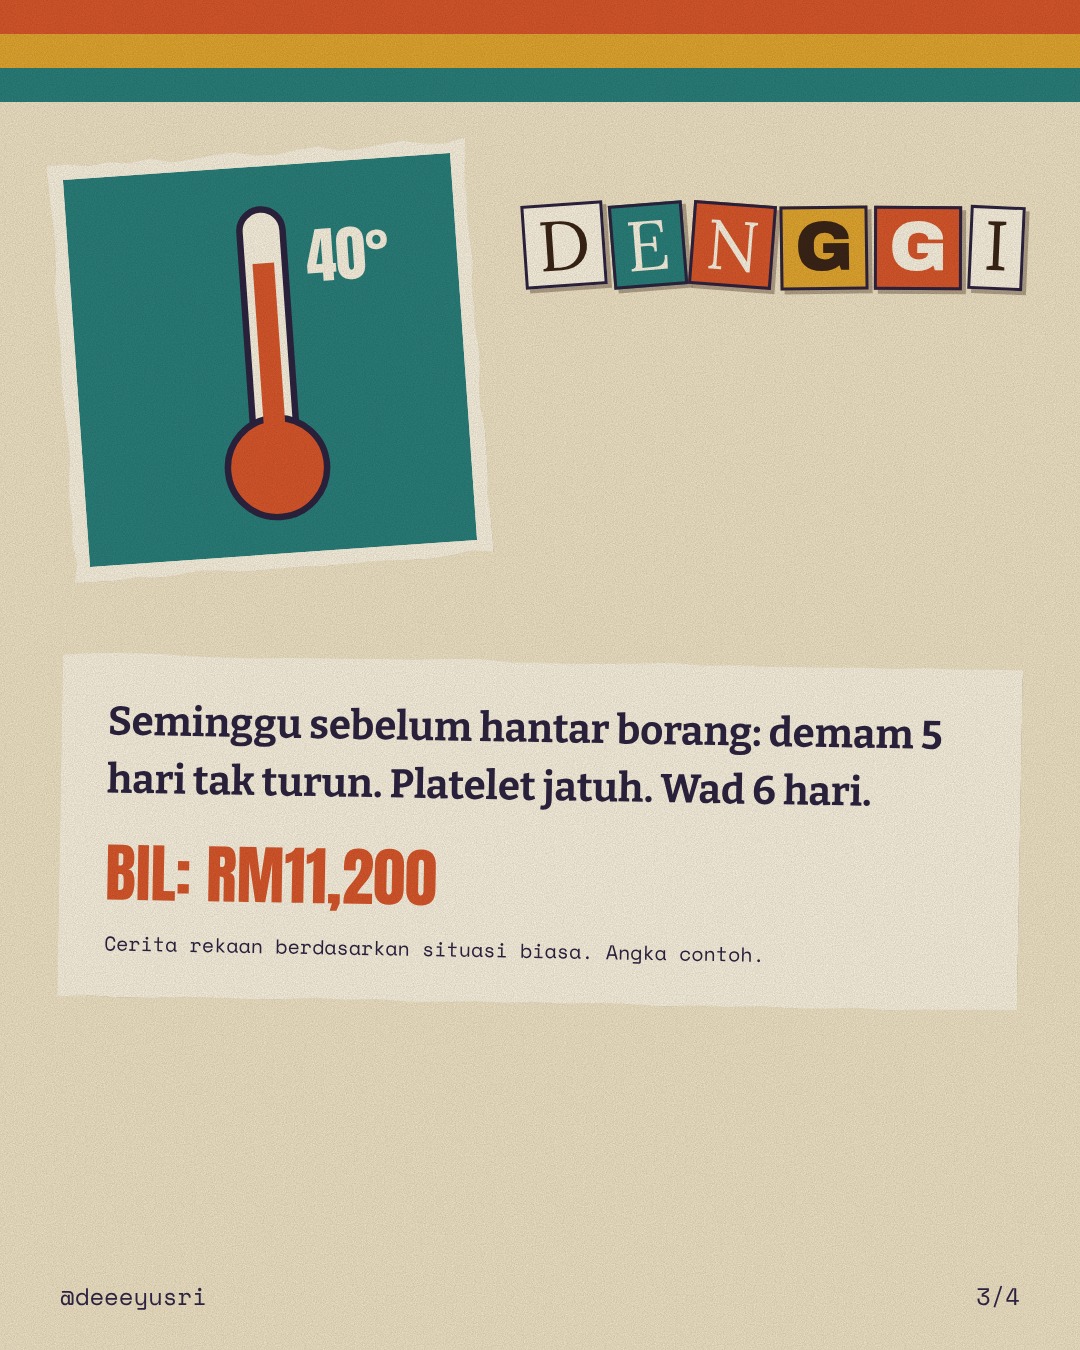 40°
DENGGI
Seminggu sebelum hantar borang: demam 5
hari tak turun. Platelet jatuh. Wad 6 hari.
BIL: RM11,200
Cerita rekaan berdasarkan situasi biasa. Angka contoh.
@deeeyusri
3/4